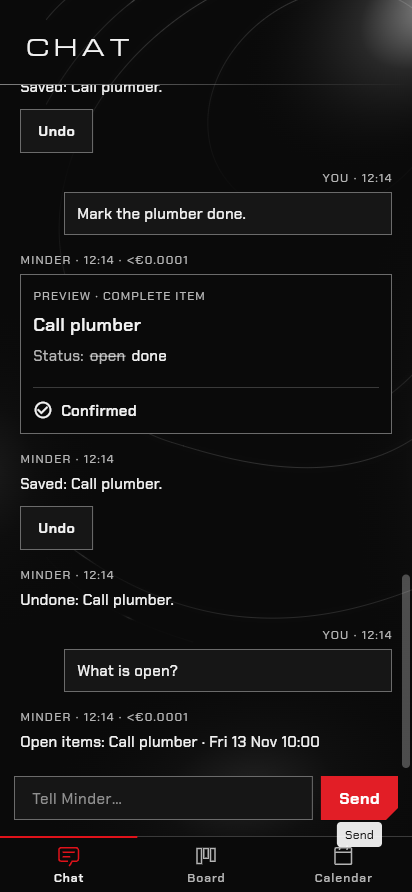 CHAT
Saved: Call plumber.
Undo
YOU · 12:14
Mark the plumber done.
MINDER · 12:14 · <€0.0001
PREVIEW · COMPLETE ITEM
Call plumber
Status: open done
Confirmed
MINDER · 12:14
Saved: Call plumber.
Undo
MINDER · 12:14
Undone: Call plumber.
YOU · 12:14
What is open?
MINDER · 12:14 · <€0.0001
Open items: Call plumber · Fri 13 Nov 10:00
Tell Minder…
Send
Send
Chat
Board
Calendar